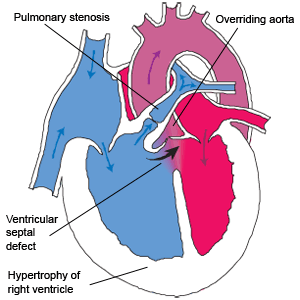 Pulmonary stenosis
Overriding aorta
Ventricular
septal
defect
Hypertrophy of
right ventricle